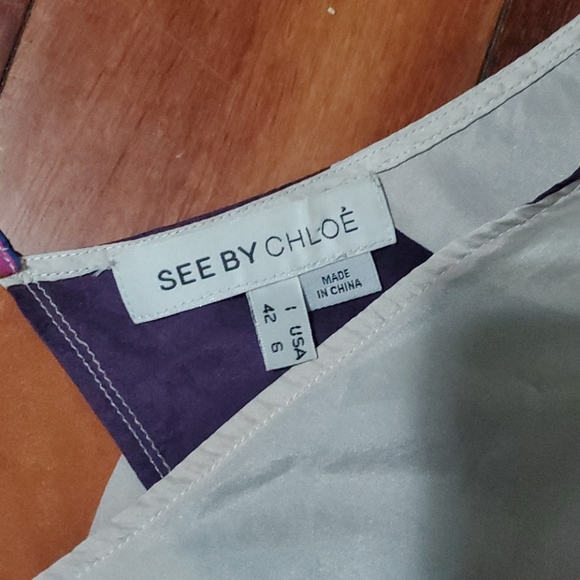 SEE BY CHLOÉ
MADE
IN CHINA
I USA
42 6